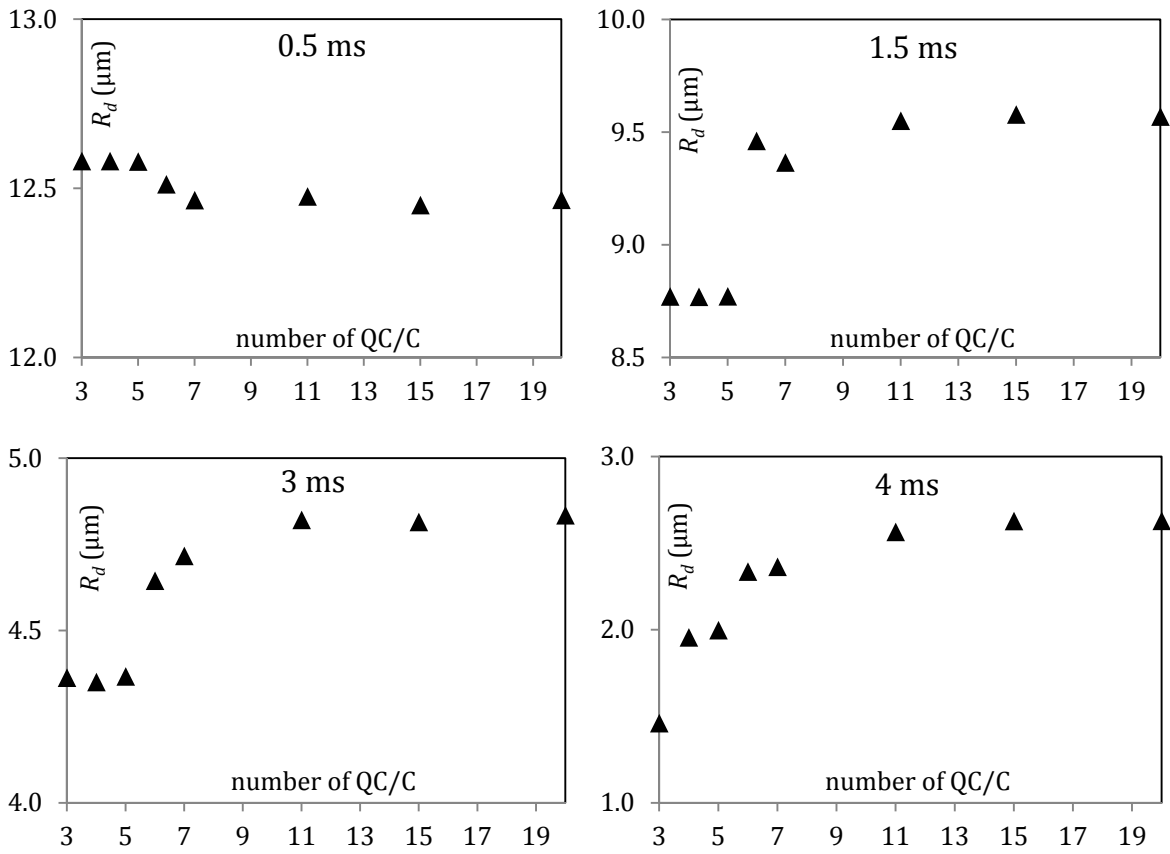 0.5 ms
R_d (µm)
13.0
12.5
12.0
number of QC/C
3 5 7 9 11 13 15 17 19
1.5 ms
R_d (µm)
10.0
9.5
9.0
8.5
number of QC/C
3 5 7 9 11 13 15 17 19
3 ms
R_d (µm)
5.0
4.5
4.0
number of QC/C
3 5 7 9 11 13 15 17 19
4 ms
R_d (µm)
3.0
2.0
1.0
number of QC/C
3 5 7 9 11 13 15 17 19